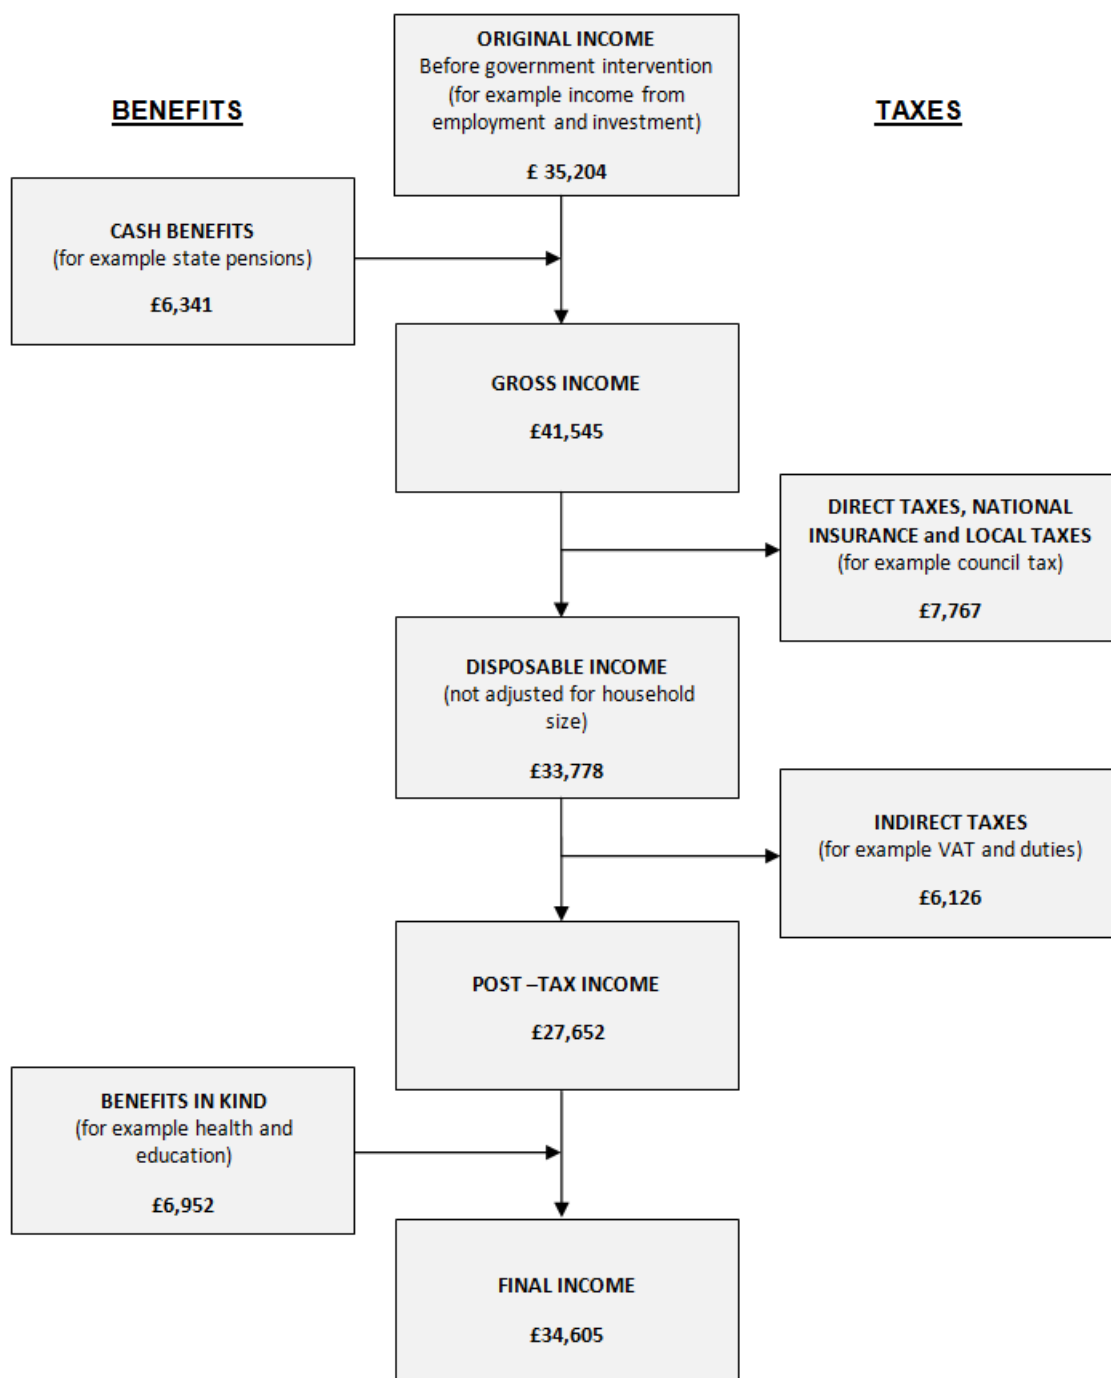 ORIGINAL INCOME
Before government intervention
(for example income from
employment and investment)
£ 35,204
BENEFITS
TAXES
CASH BENEFITS
(for example state pensions)
£6,341
GROSS INCOME
£41,545
DIRECT TAXES, NATIONAL
INSURANCE and LOCAL TAXES
(for example council tax)
£7,767
DISPOSABLE INCOME
(not adjusted for household
size)
£33,778
INDIRECT TAXES
(for example VAT and duties)
£6,126
POST –TAX INCOME
£27,652
BENEFITS IN KIND
(for example health and
education)
£6,952
FINAL INCOME
£34,605